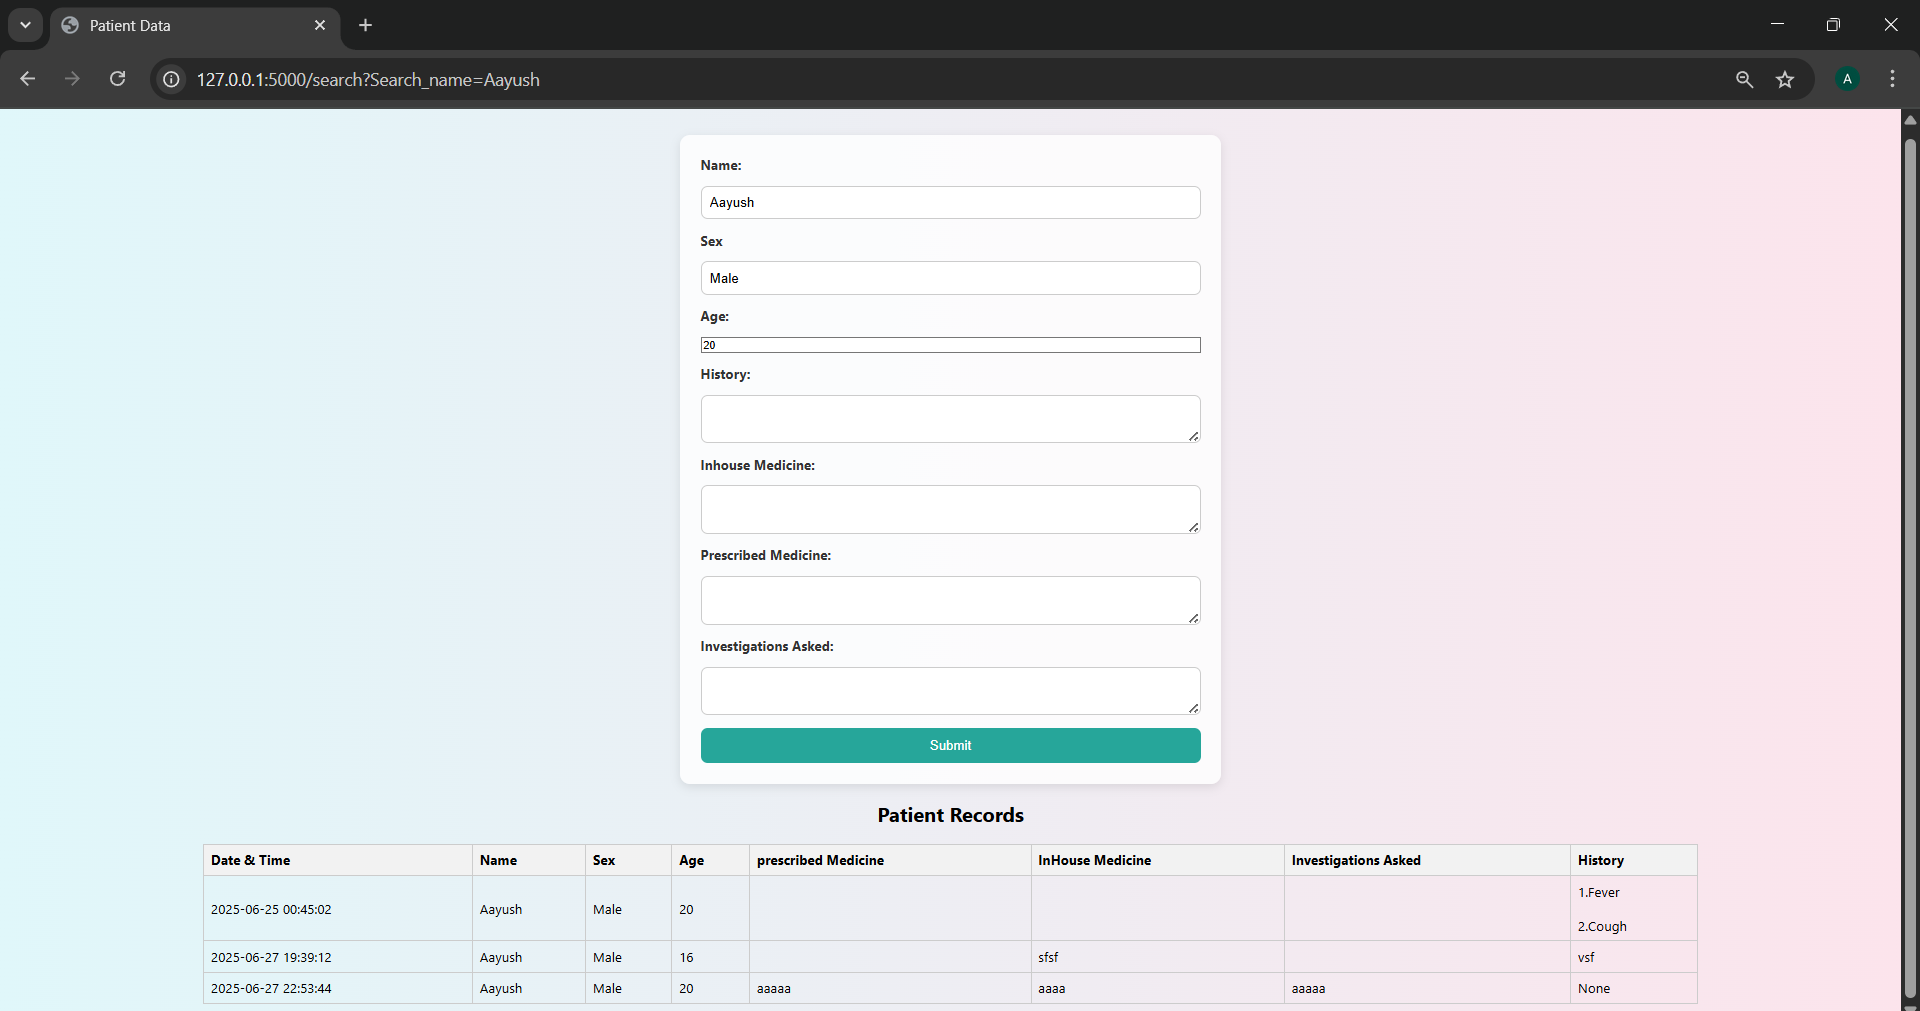 Patient Data
127.0.0.1:5000/search?Search_name=Aayush
A
Name:
Aayush
Sex
Male
Age:
20
History:
Inhouse Medicine:
Prescribed Medicine:
Investigations Asked:
Submit
Patient Records
Date & Time Name Sex Age prescribed Medicine InHouse Medicine Investigations Asked History
2025-06-25 00:45:02 Aayush Male 20 1.Fever
2.Cough
2025-06-27 19:39:12 Aayush Male 16 sfsf vsf
2025-06-27 22:53:44 Aayush Male 20 aaaaa aaaa aaaaa None